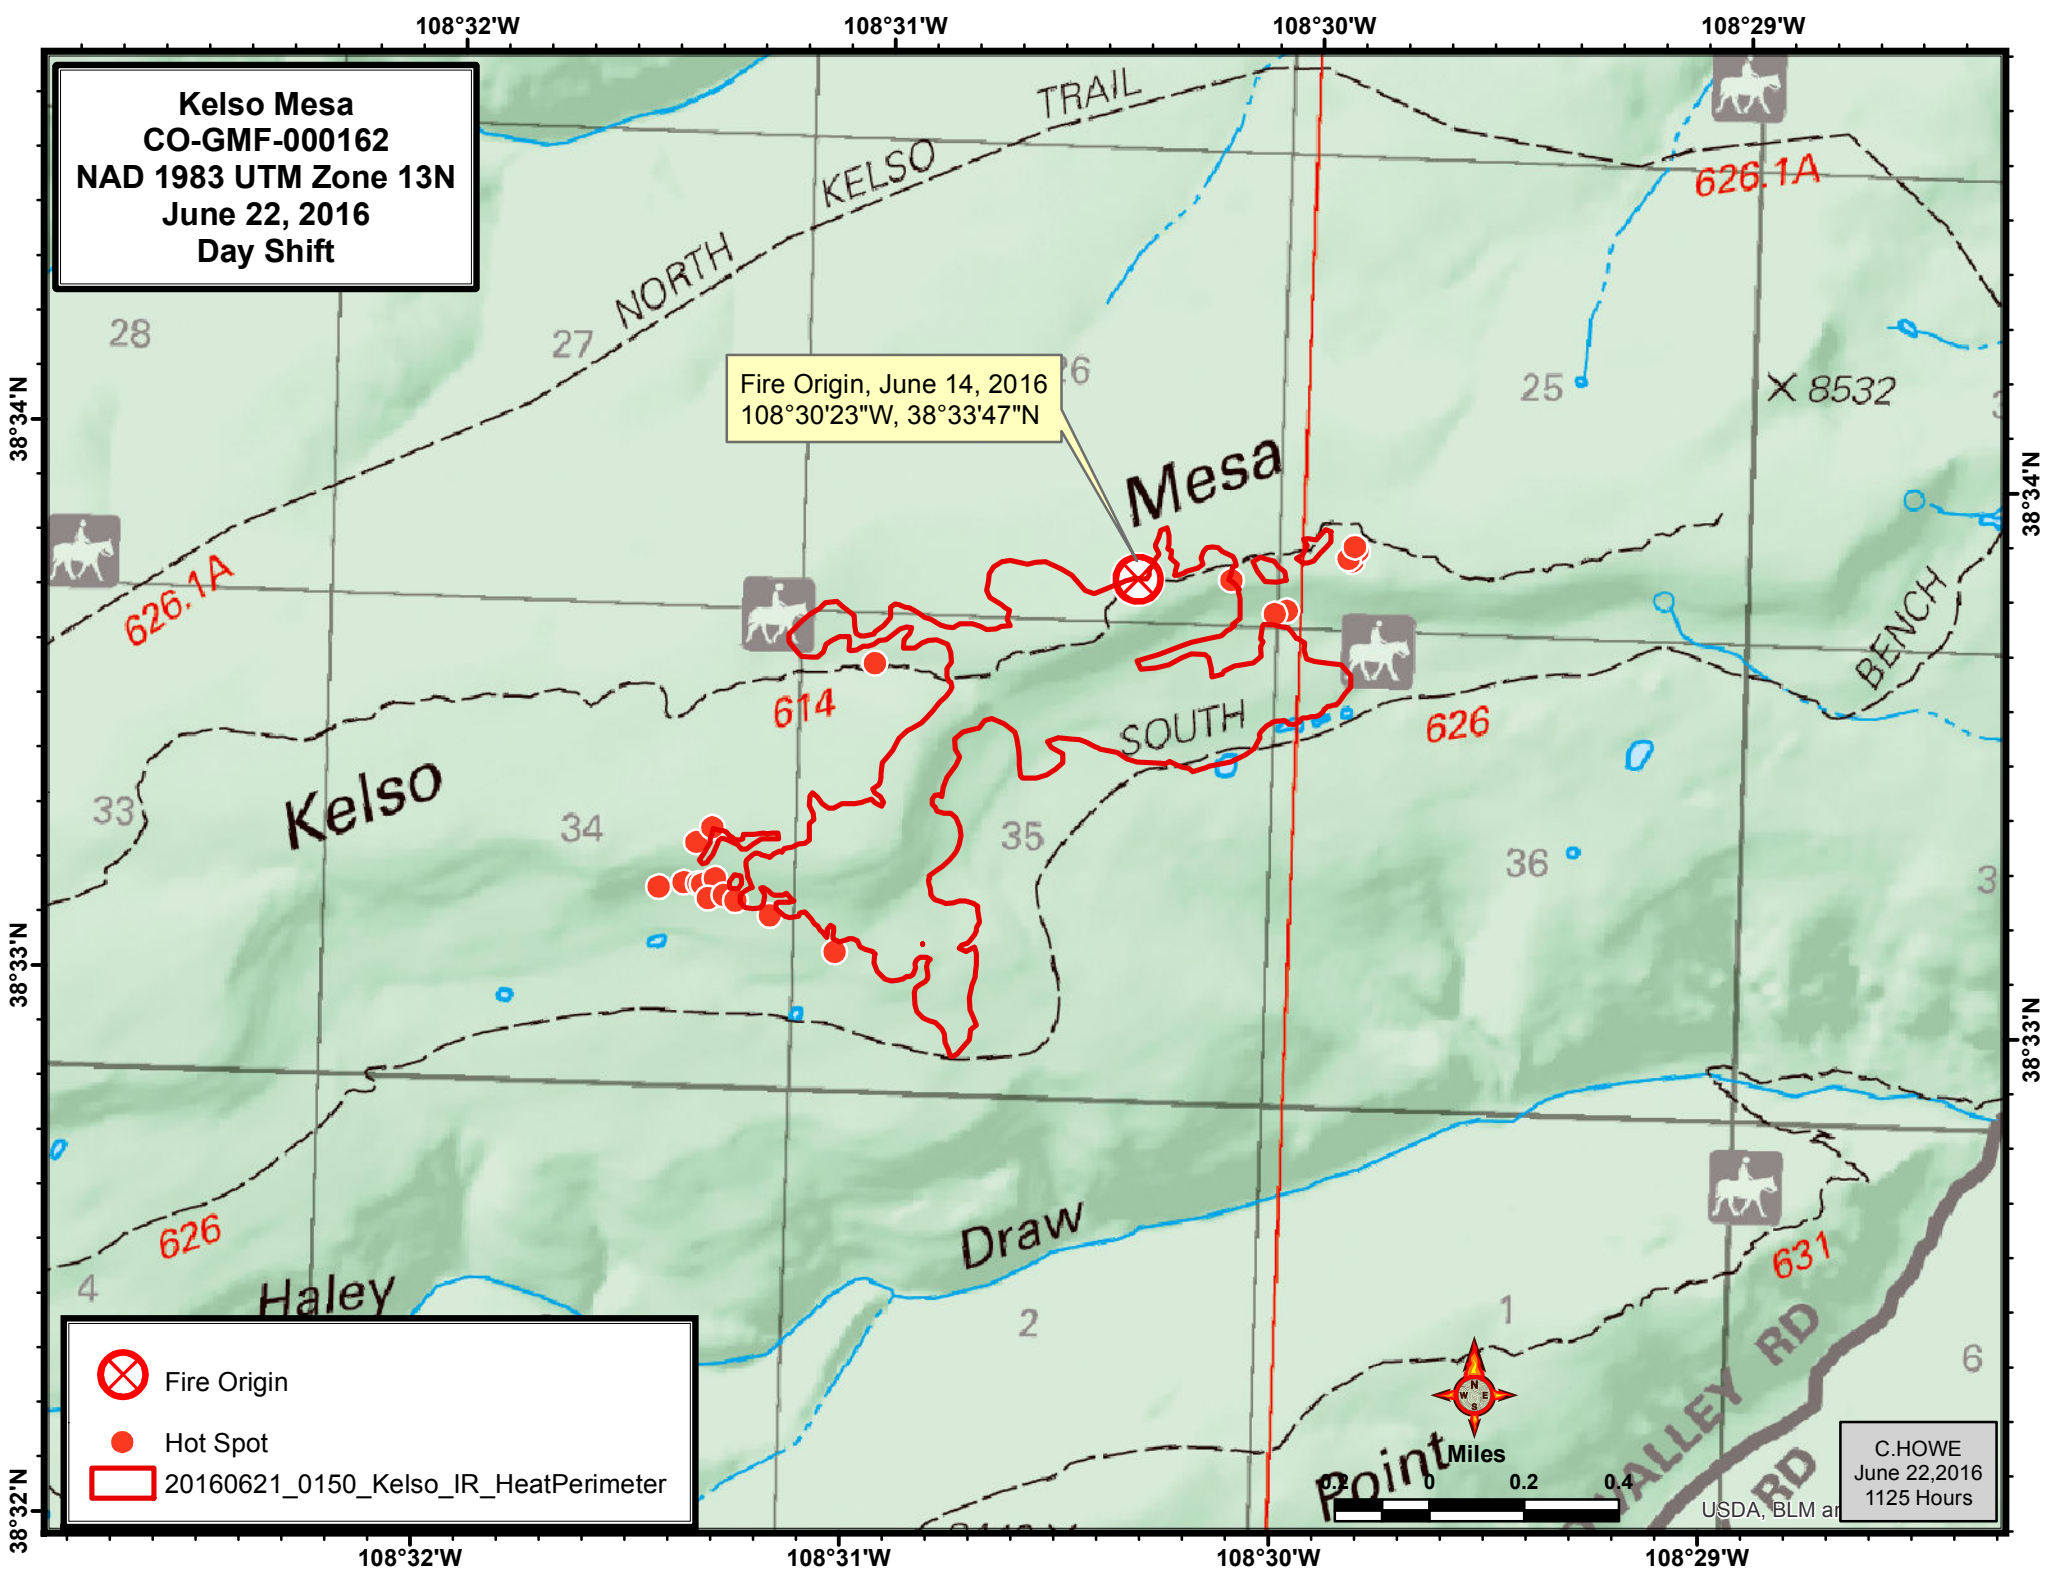 108°32'W
108°31'W
108°30'W
108°29'W
Kelso Mesa
CO-GMF-000162
NAD 1983 UTM Zone 13N
June 22, 2016
Day Shift
NORTH KELSO TRAIL
626.1A
28
27
26
25
X 8532
Fire Origin, June 14, 2016
108°30'23"W, 38°33'47"N
38°34'N
38°34'N
Mesa
626.1A
BENCH
614
SOUTH
626
Kelso
33
34
35
36
3
38°33'N
38°33'N
626
Draw
631
4
Haley
2
1
6
VALLEY RD
RD
Fire Origin
Hot Spot
20160621_0150_Kelso_IR_HeatPerimeter
N
W E
S
Point
Miles
0.2 0 0.2 0.4
USDA, BLM
C.HOWE
June 22,2016
1125 Hours
38°32'N
108°32'W
108°31'W
108°30'W
108°29'W